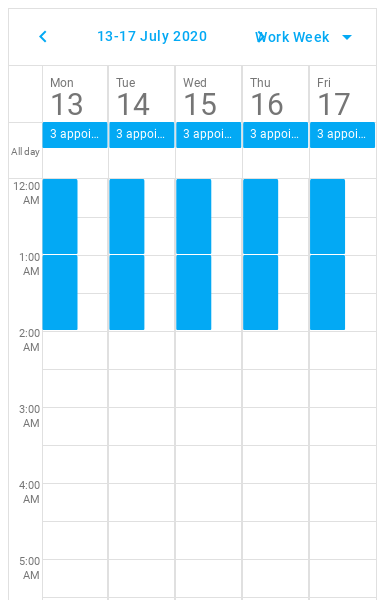 13-17 July 2020 Work Week
Mon Tue Wed Thu Fri
13 14 15 16 17
3 appoi... 3 appoi... 3 appoi... 3 appoi... 3 appoi...
All day
12:00
AM
1:00
AM
2:00
AM
3:00
AM
4:00
AM
5:00
AM